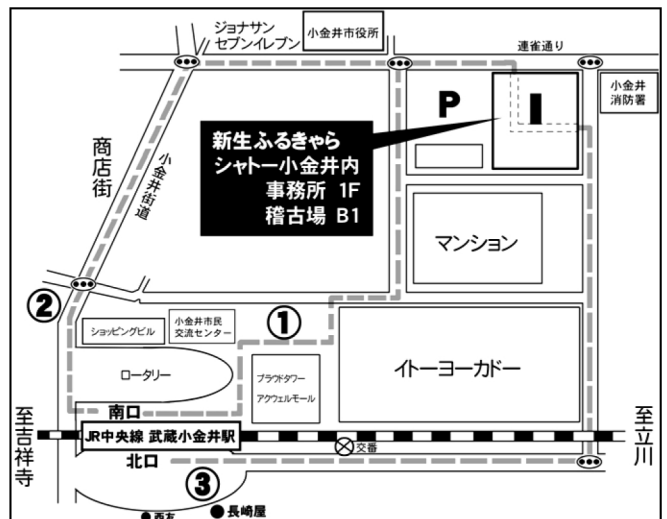 ジョナサン
セブンイレブン
小金井市役所
連雀通り
小金井
消防署
P
新生ふるきゃら
シャトー小金井内
事務所 1F
稽古場 B1
商店街
小金井街道
マンション
②
ショッピングビル
小金井市民
交流センター
①
ロータリー
プラウドタワー
アクウェルモール
イトーヨーカドー
南口
至吉祥寺
JR中央線 武蔵小金井駅
交番
至立川
北口
③
西友
長崎屋